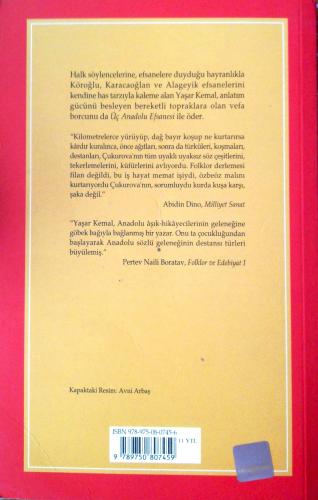 Halk söylencelerine, efsanelere duyduğu hayranlıkla
Köroğlu, Karacaoğlan ve Alageyik efsanelerini
kendine has tarzıyla kaleme alan Yaşar Kemal, anlatım
gücünü besleyen bereketli topraklara olan vefa
borcunu da Üç Anadolu Efsanesi ile öder.
"Kilometrelerce yürüyüp, dağ bayır koşup ne kurtarırsa
kârdır kuralınca, önce ağıtları, sonra da türküleri, koşmaları,
destanları, Çukurova'nın tüm uyaklı uyaksız söz çeşitlerini,
tekerlemelerini, küfürlerini avlıyordu. Folklor derlemesi
filan değildi, bu iş hayat memat işiydi, özbeöz malını
kurtarıyordu Çukurova'nın, sorumluydu kurda kuşa karşı,
şaka değil."
Abidin Dino, Milliyet Sanat
"Yaşar Kemal, Anadolu âşık-hikâyecilerinin geleneğine
göbek bağıyla bağlanmış bir yazar. Onu ta çocukluğundan
başlayarak Anadolu sözlü geleneğinin destansı türleri
büyülemiş."
Pertev Naili Boratav, Folklor ve Edebiyat I
Kapaktaki Resim: Avni Arbaş
ISBN 978-975-08-0745-6
9 789750 807459